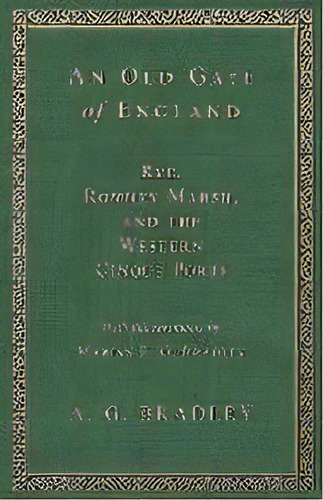 AN OLD GATE
of ENGLAND
RYE,
ROMNEY MARSH,
AND THE
WESTERN
CINQUE PORTS
A. G. BRADLEY